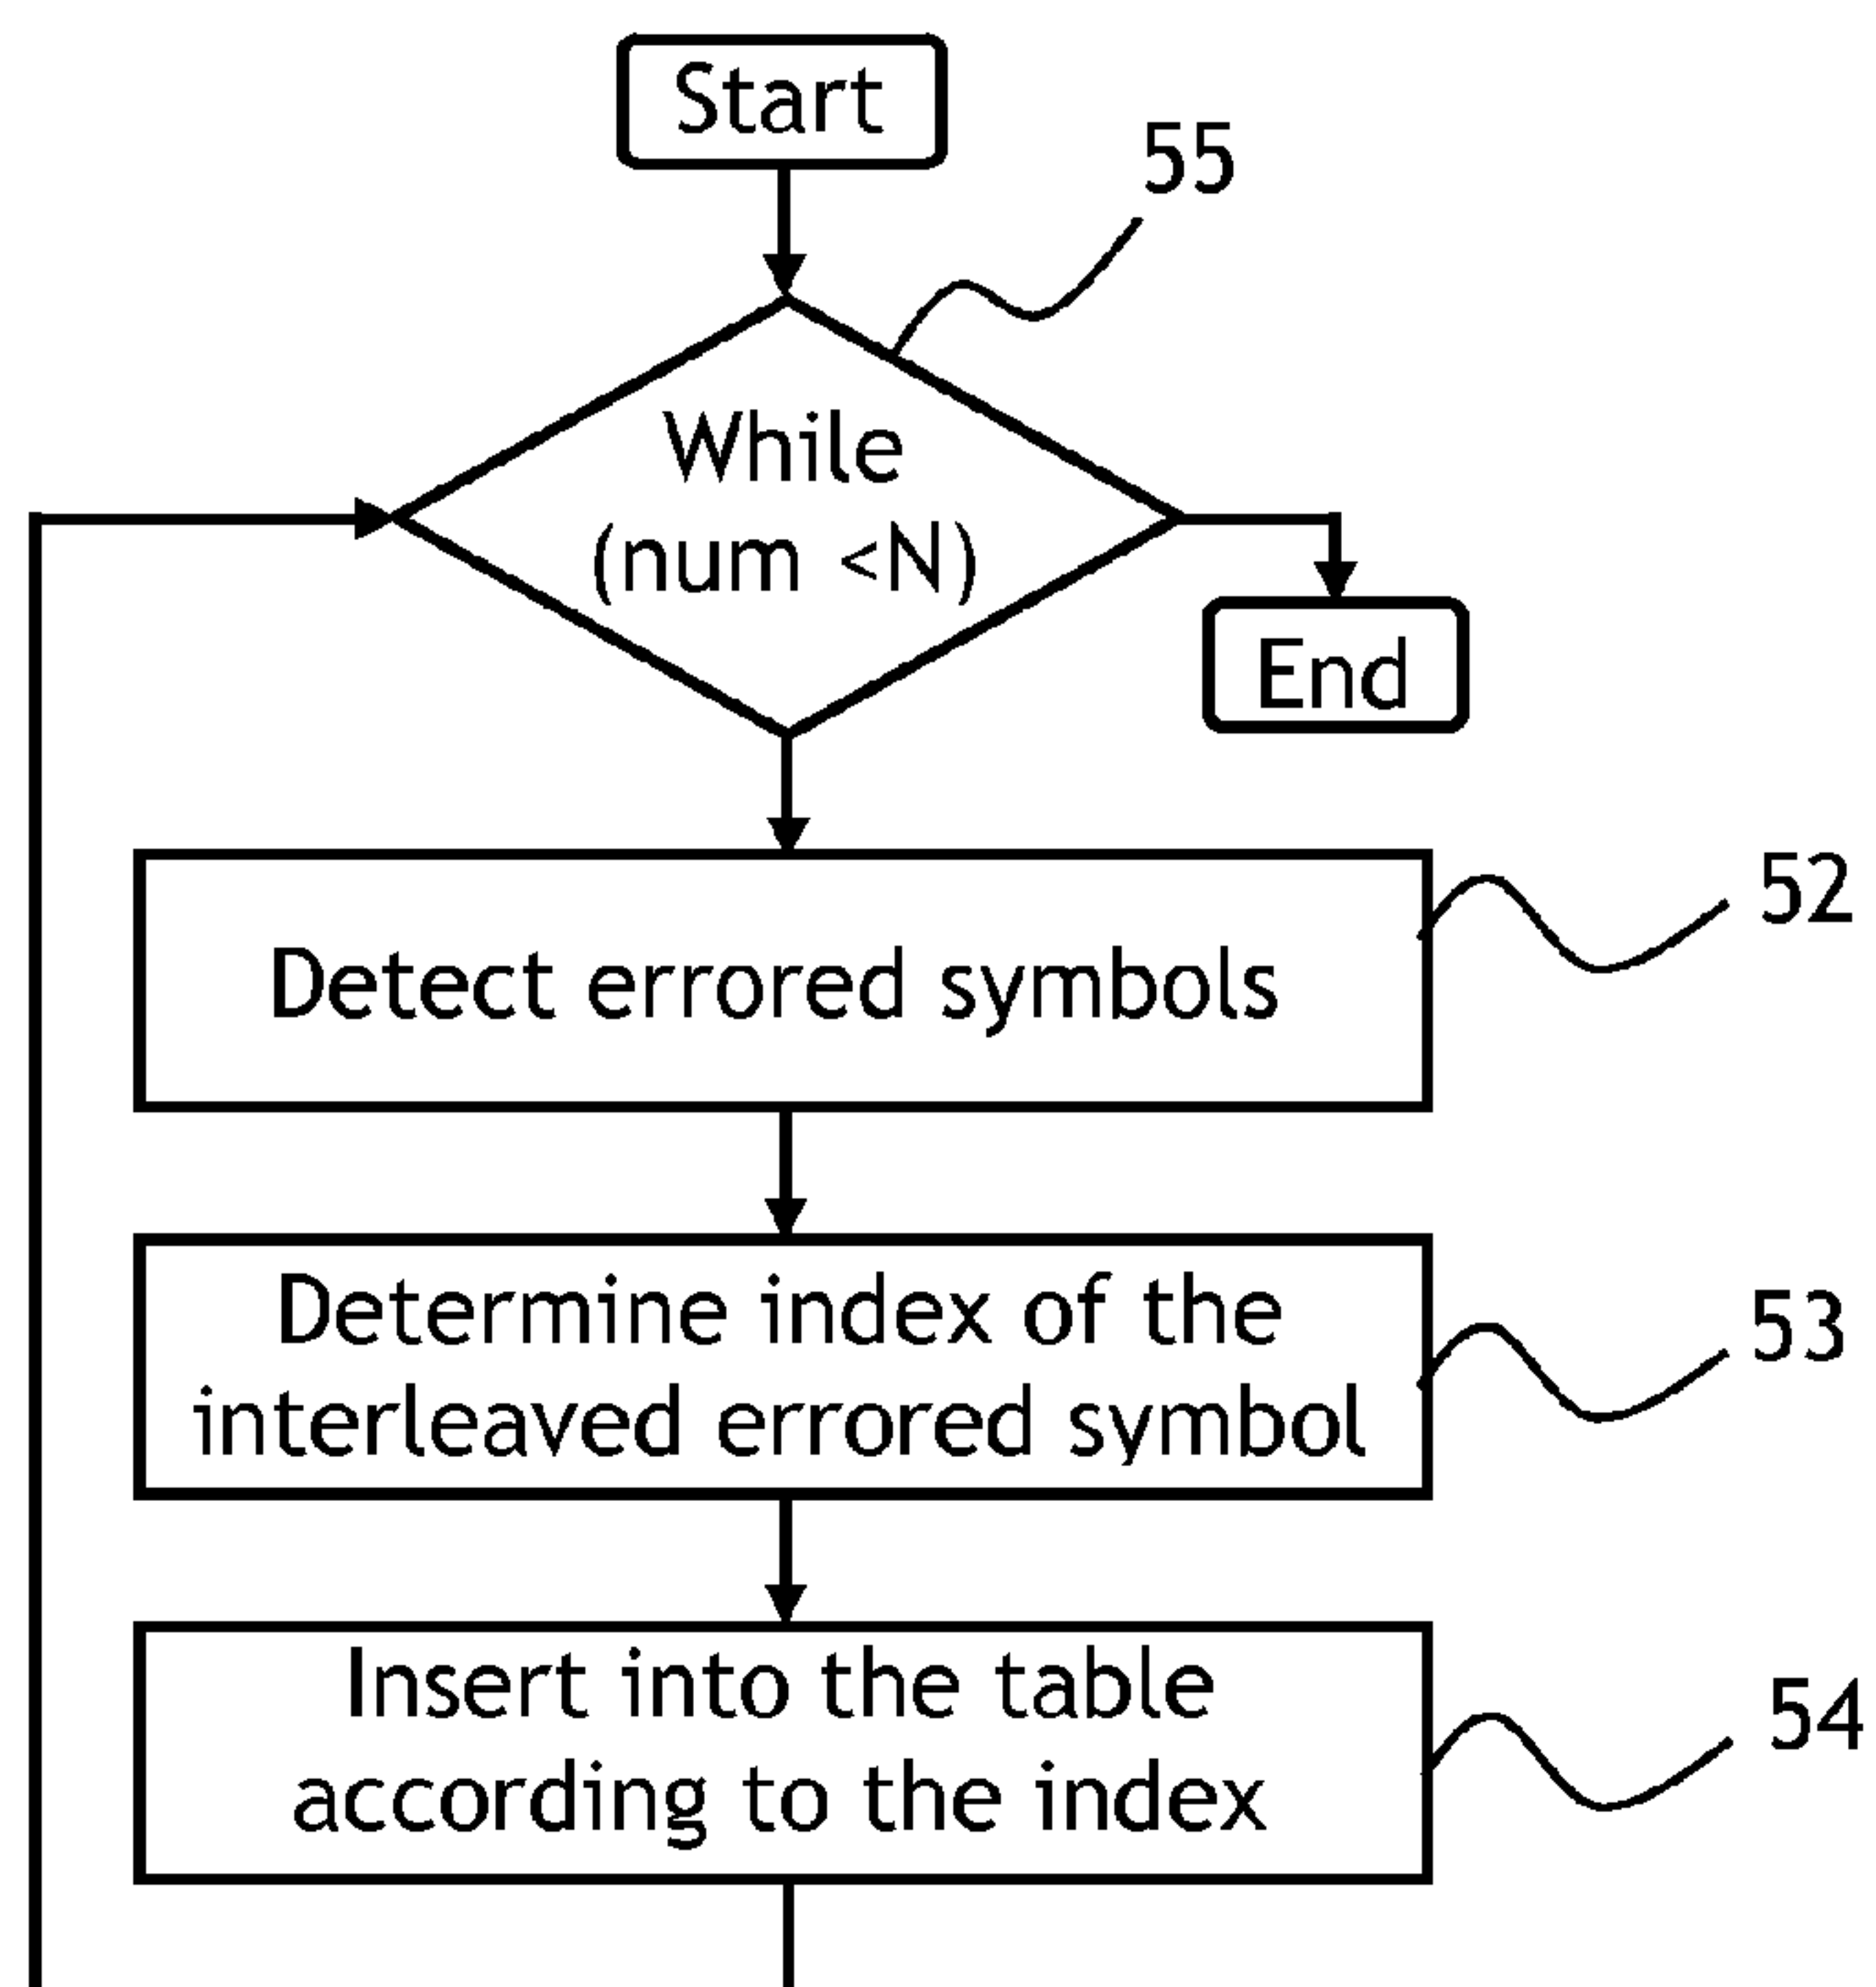 Start
55
While
(num <N)
End
52
Detect errored symbols
53
Determine index of the
interleaved errored symbol
54
Insert into the table
according to the index